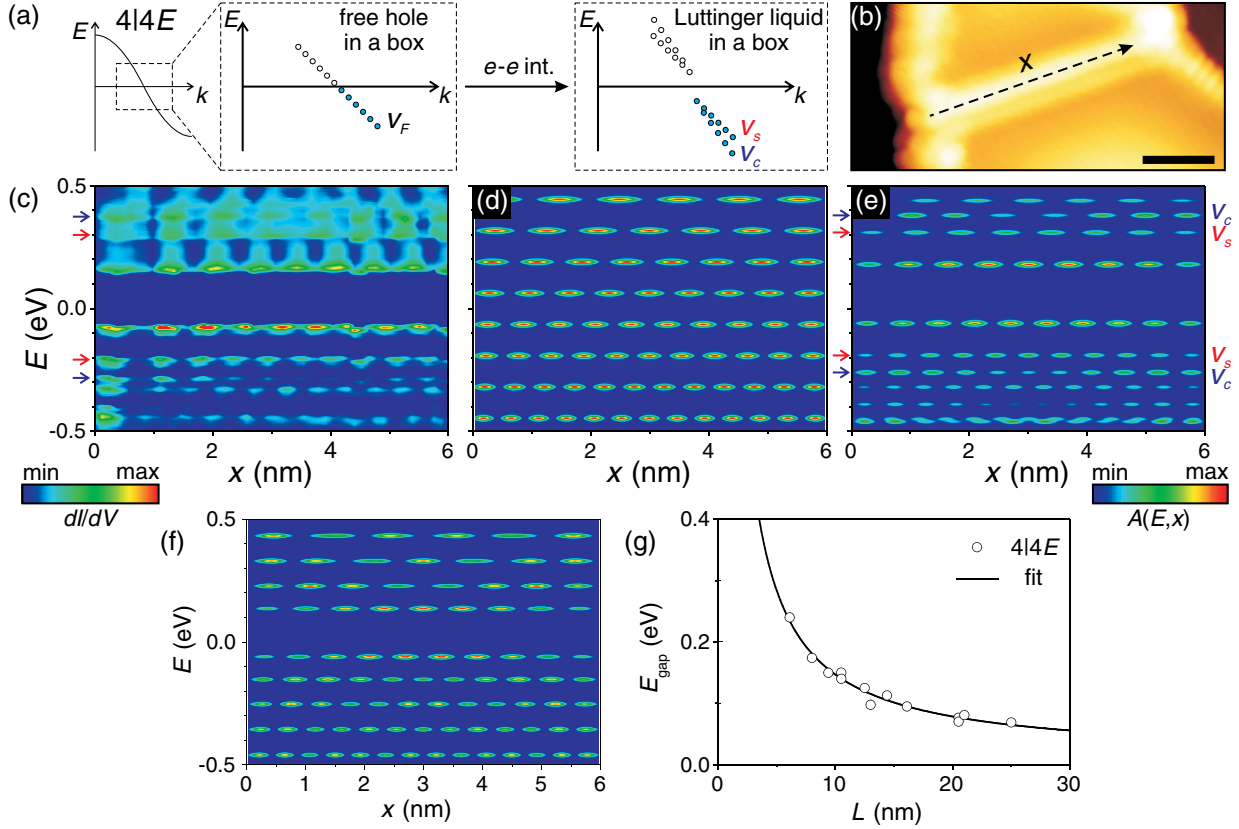 (a)
4|4E
E
k
free hole
in a box
E
k
v_F
e-e int.
Luttinger liquid
in a box
E
k
v_s
v_c
(b)
x
(c)
0.5
0.0
-0.5
E (eV)
0 2 4 6
x (nm)
min max
dI/dV
(d)
0 2 4 6
x (nm)
(e)
v_c
v_s
v_s
v_c
0 2 4 6
x (nm)
min max
A(E,x)
(f)
0.5
0.0
-0.5
E (eV)
0 1 2 3 4 5 6
x (nm)
(g)
0.4
0.2
0.0
E_gap (eV)
4|4E
fit
0 10 20 30
L (nm)